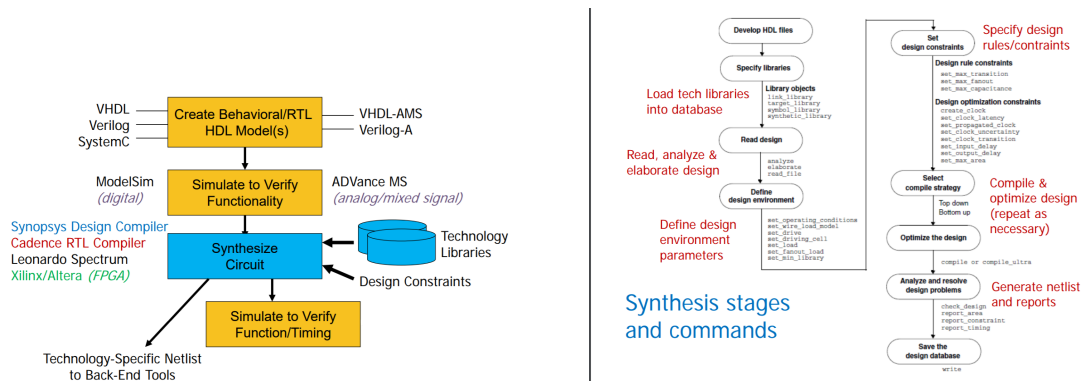 VHDL
Verilog
SystemC
Create Behavioral/RTL
HDL Model(s)
VHDL-AMS
Verilog-A
ModelSim
(digital)
Simulate to Verify
Functionality
ADVance MS
(analog/mixed signal)
Synopsys Design Compiler
Cadence RTL Compiler
Leonardo Spectrum
Xilinx/Altera (FPGA)
Synthesize
Circuit
Technology
Libraries
Design Constraints
Simulate to Verify
Function/Timing
Technology-Specific Netlist
to Back-End Tools
Develop HDL files
Specify libraries
Load tech libraries
into database
Library objects
link_library
target_library
symbol_library
synthetic_library
Read design
Read, analyze &
elaborate design
analyze
elaborate
read_file
Define
design environment
Define design
environment
parameters
set_operating_conditions
set_wire_load_model
set_drive
set_driving_cell
set_load
set_fanout_load
set_min_library
Synthesis stages
and commands
Set
design constraints
Specify design
rules/contraints
Design rule constraints
set_max_transition
set_max_fanout
set_max_capacitance
Design optimization constraints
create_clock
set_clock_latency
set_propagated_clock
set_clock_uncertainty
set_clock_transition
set_input_delay
set_output_delay
set_max_area
Select
compile strategy
Compile &
optimize design
(repeat as
necessary)
Top down
Bottom up
Optimize the design
compile or compile_ultra
Analyze and resolve
design problems
Generate netlist
and reports
check_design
report_area
report_constraint
report_timing
Save the
design database
write